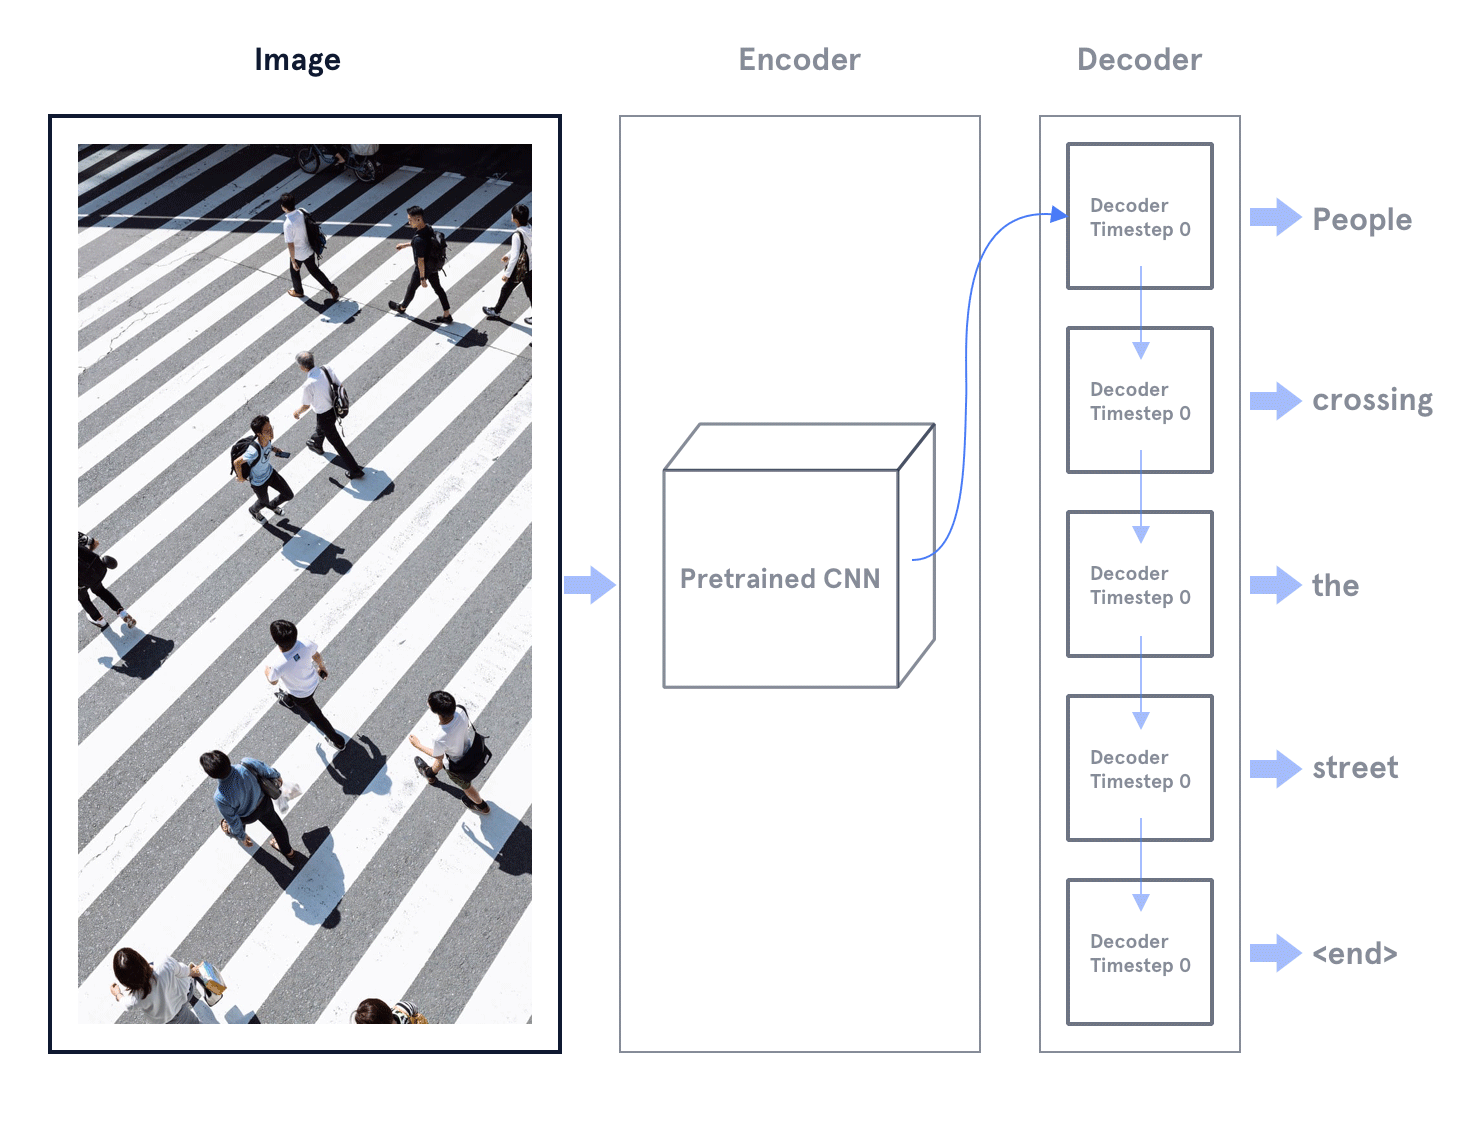 Image
Encoder
Decoder
Pretrained CNN
Decoder
Timestep 0
People
Decoder
Timestep 0
crossing
Decoder
Timestep 0
the
Decoder
Timestep 0
street
Decoder
Timestep 0
<end>